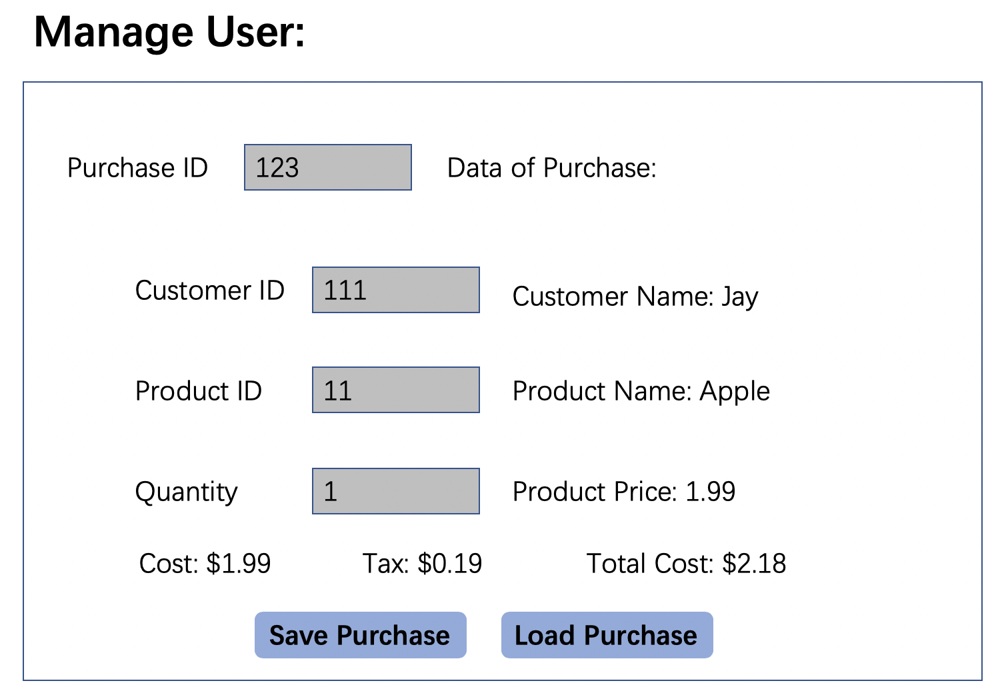 Manage User:
Purchase ID 123 Data of Purchase:
Customer ID 111 Customer Name: Jay
Product ID 11 Product Name: Apple
Quantity 1 Product Price: 1.99
Cost: $1.99 Tax: $0.19 Total Cost: $2.18
Save Purchase Load Purchase